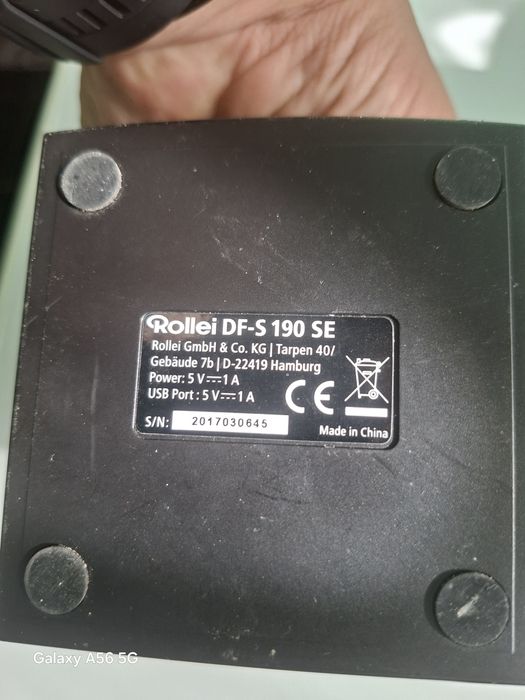 Rollei DF-S 190 SE
Rollei GmbH & Co. KG | Tarpen 40/
Gebäude 7b | D-22419 Hamburg
Power: 5 V⎓1 A
USB Port : 5 V⎓1 A
CE
S/N: 2017030645
Made in China
Galaxy A56 5G